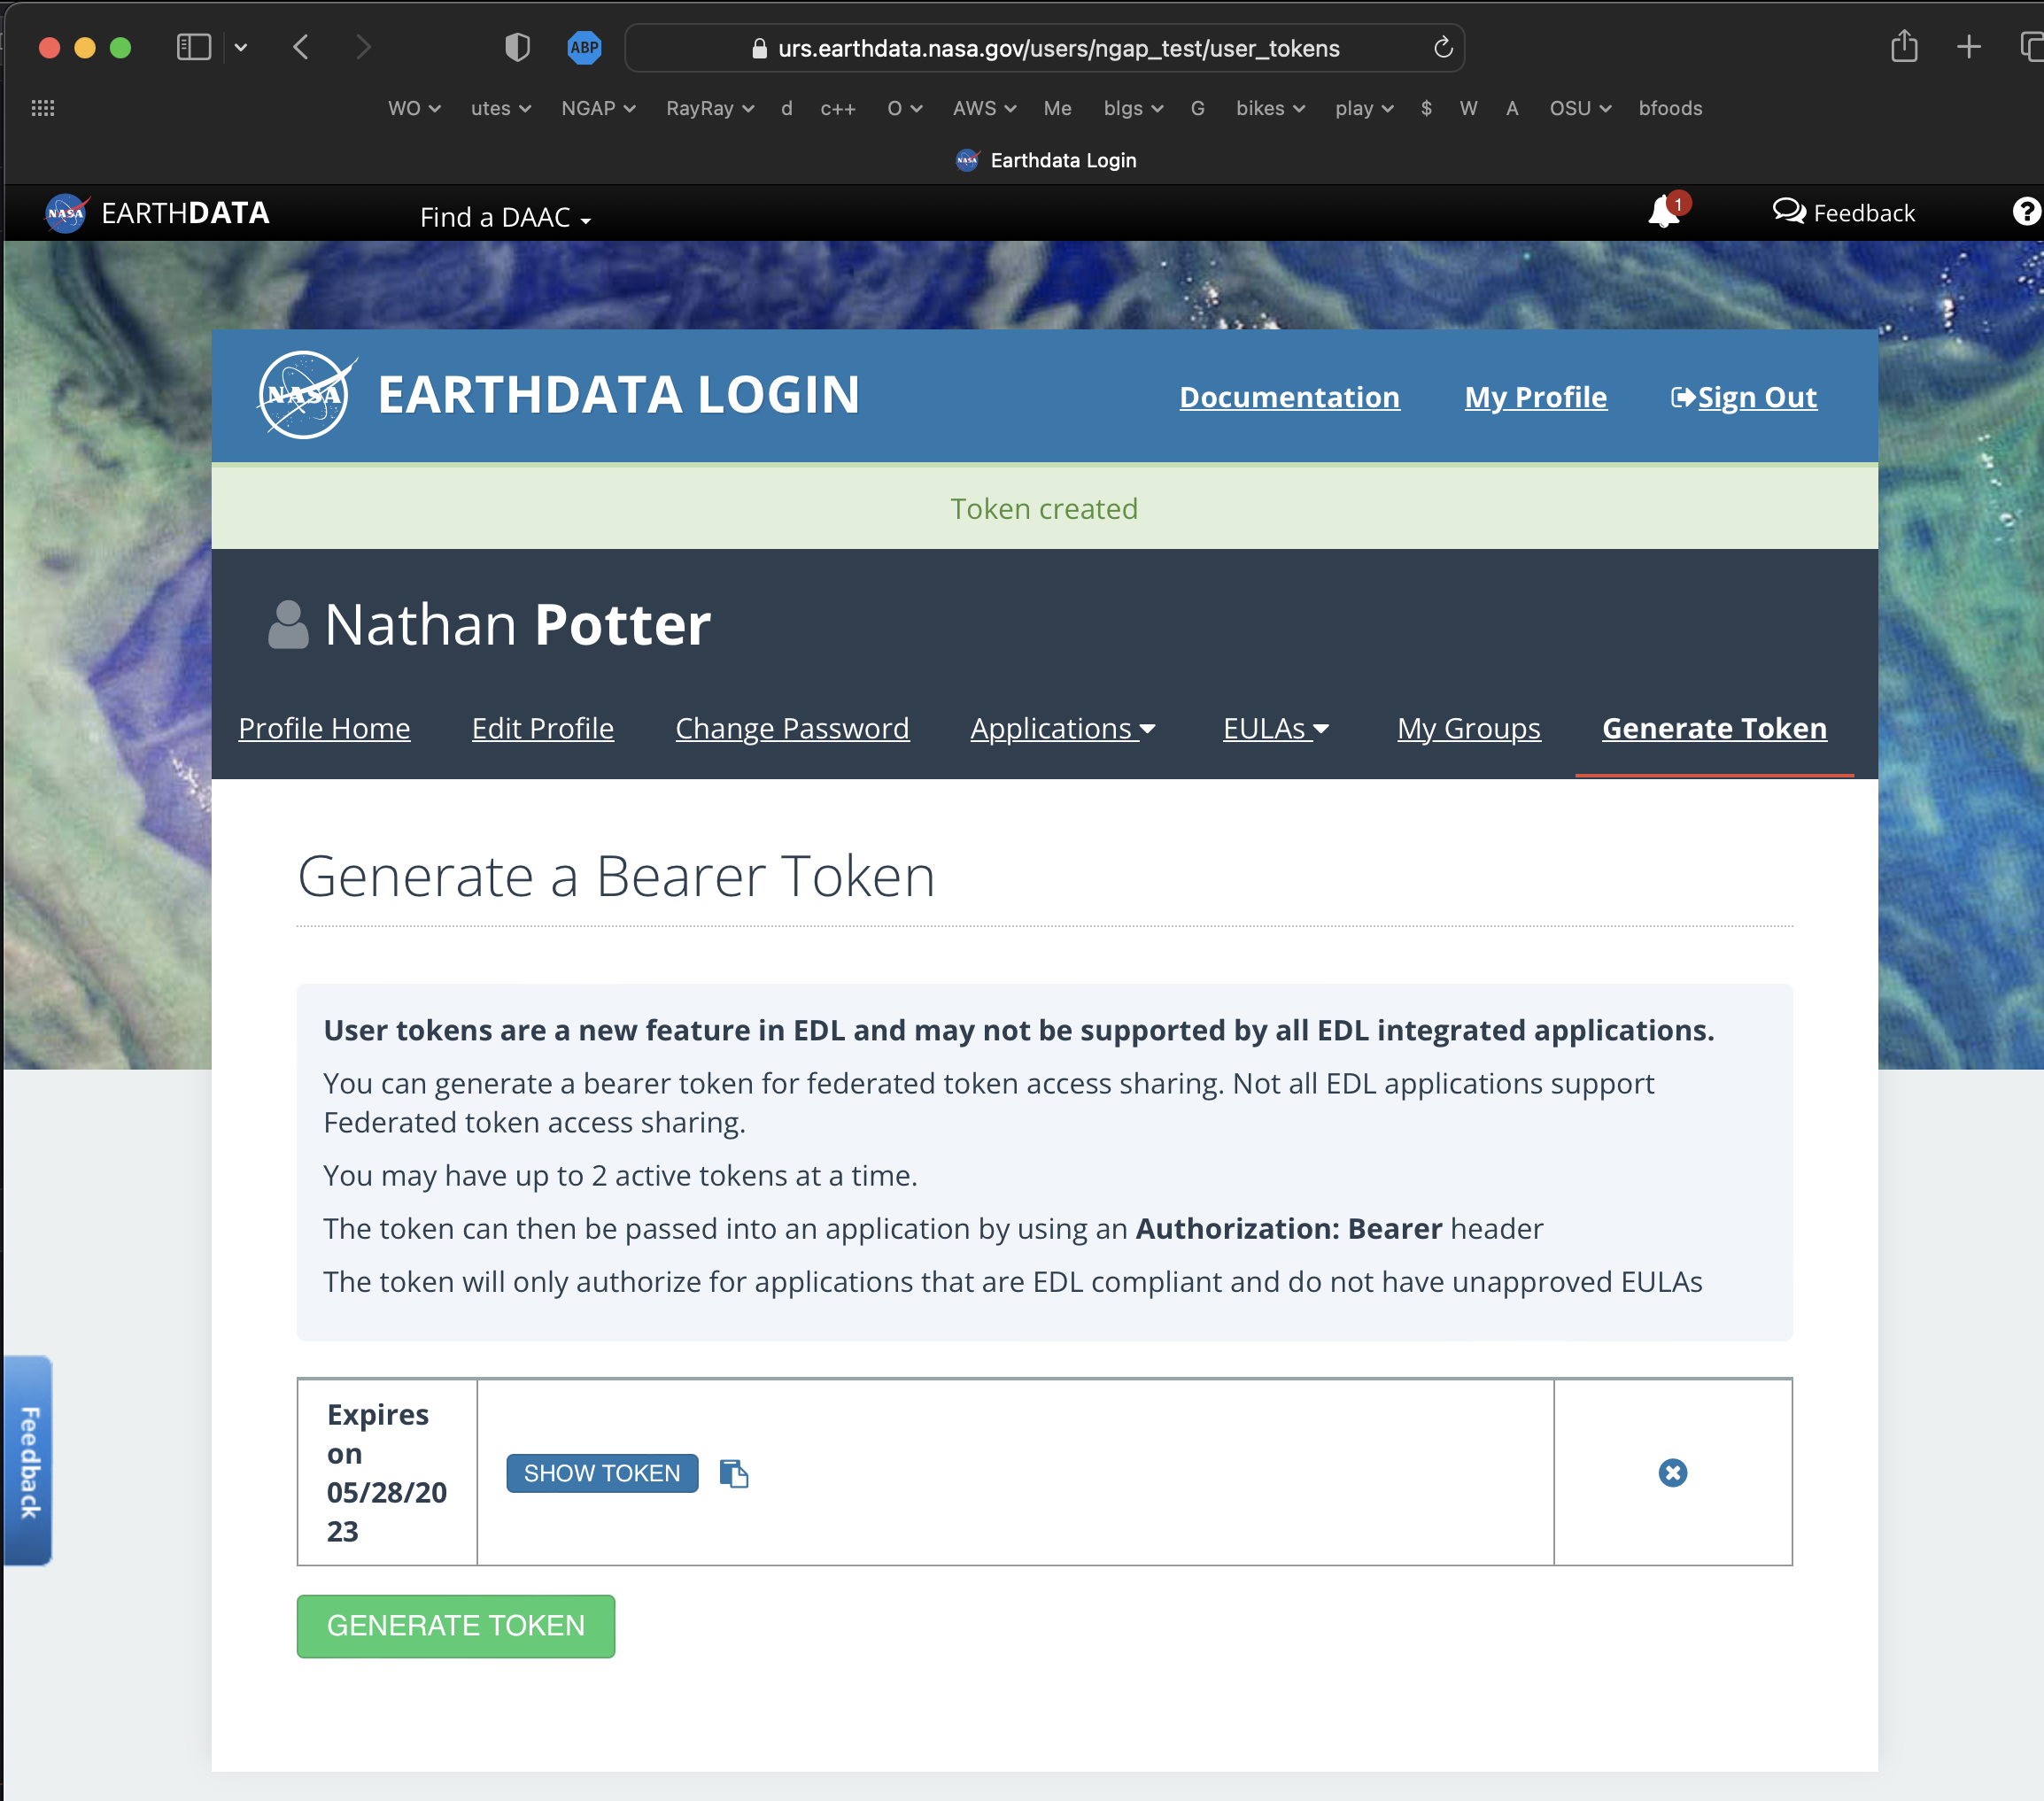 ABP
urs.earthdata.nasa.gov/users/ngap_test/user_tokens
WO utes NGAP RayRay d c++ O AWS Me blgs G bikes play $ W A OSU bfoods
NASA Earthdata Login
NASA EARTHDATA Find a DAAC 1 Feedback ?
NASA EARTHDATA LOGIN Documentation My Profile Sign Out
Token created
Nathan Potter
Profile Home Edit Profile Change Password Applications EULAs My Groups Generate Token
Generate a Bearer Token
User tokens are a new feature in EDL and may not be supported by all EDL integrated applications.
You can generate a bearer token for federated token access sharing. Not all EDL applications support
Federated token access sharing.
You may have up to 2 active tokens at a time.
The token can then be passed into an application by using an Authorization: Bearer header
The token will only authorize for applications that are EDL compliant and do not have unapproved EULAs
Expires
on
05/28/20
23
SHOW TOKEN
Feedback
GENERATE TOKEN